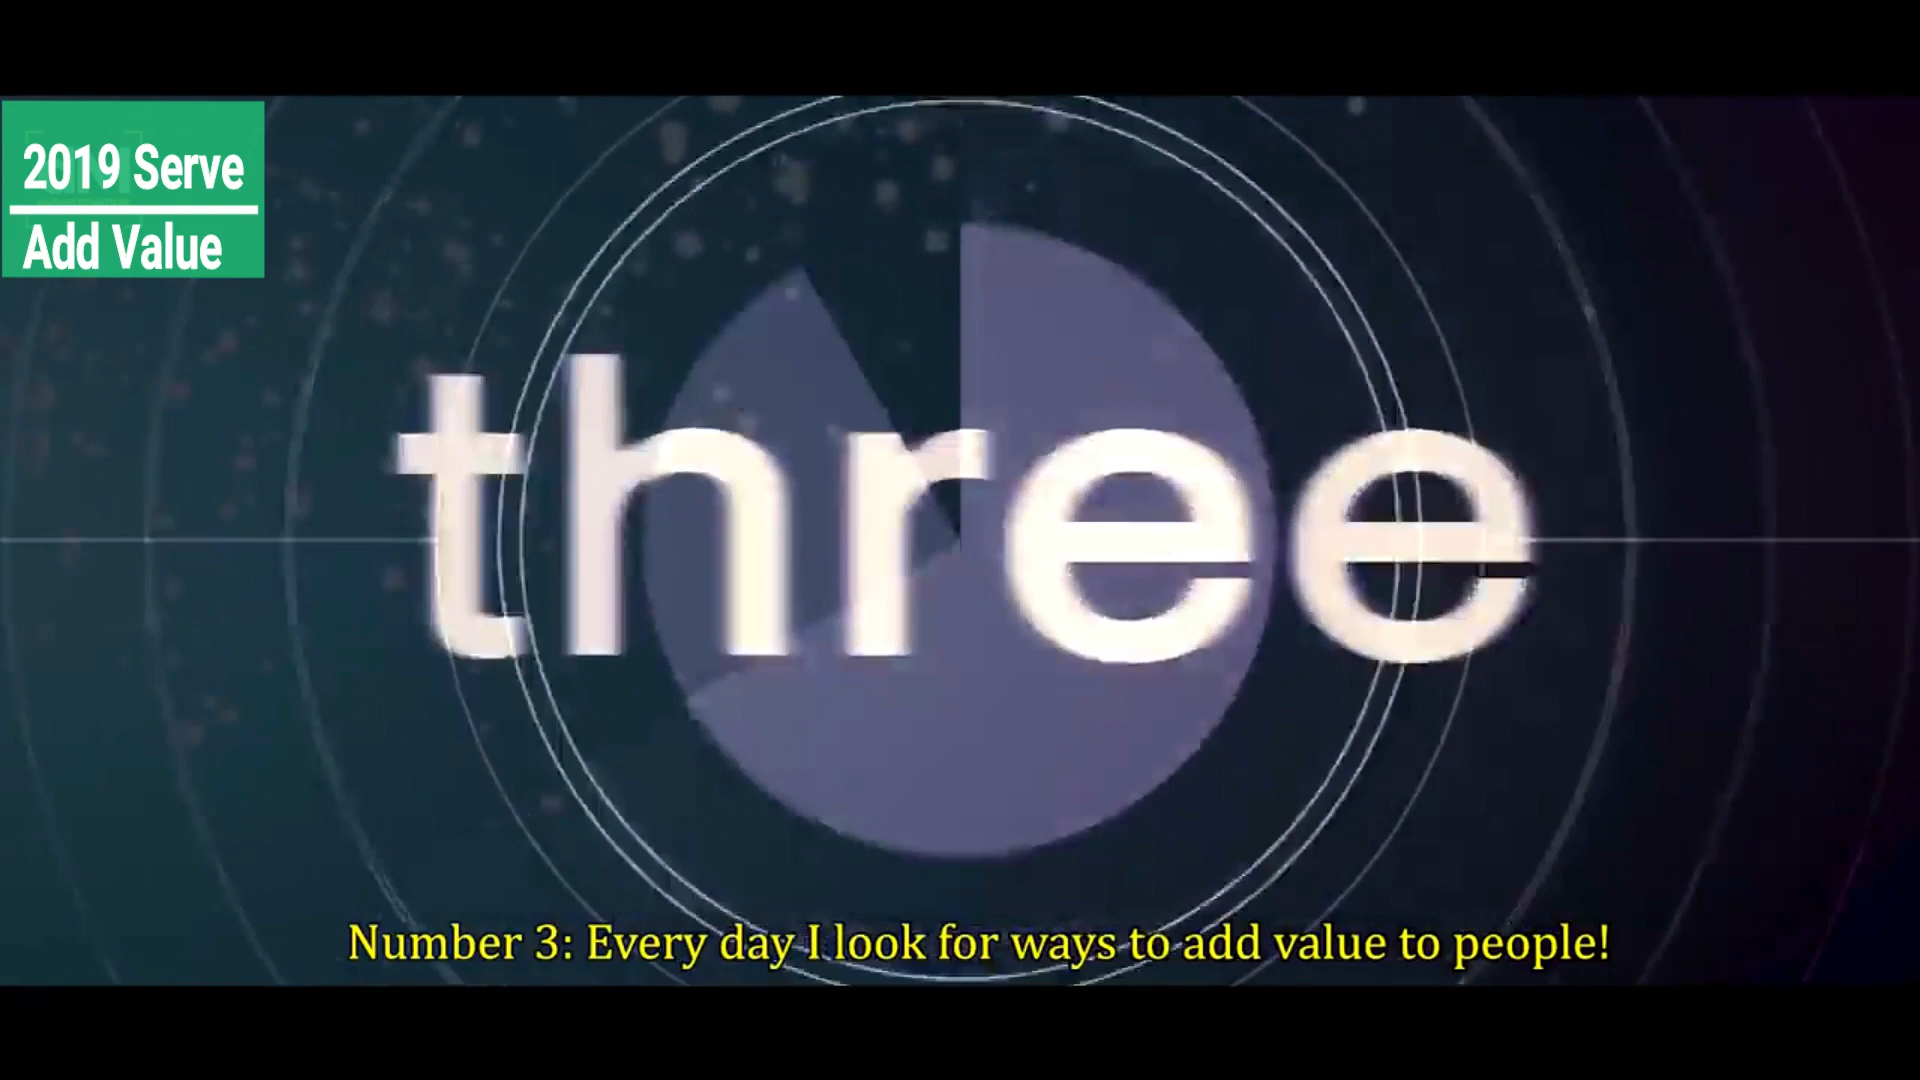 2019 Serve
Add Value
three
Number 3: Every day I look for ways to add value to people!